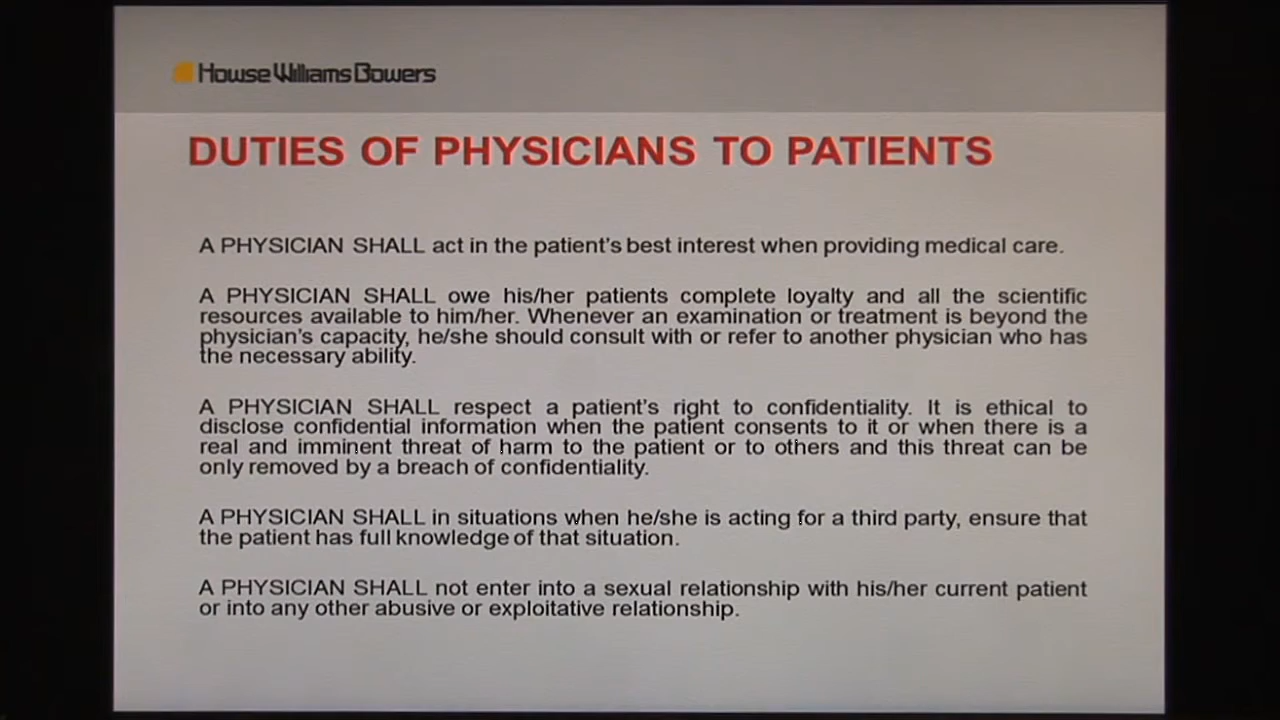 Howse Williams Bowers
DUTIES OF PHYSICIANS TO PATIENTS
A PHYSICIAN SHALL act in the patient's best interest when providing medical care.
A PHYSICIAN SHALL owe his/her patients complete loyalty and all the scientific
resources available to him/her. Whenever an examination or treatment is beyond the
physician's capacity, he/she should consult with or refer to another physician who has
the necessary ability.
A PHYSICIAN SHALL respect a patient's right to confidentiality. It is ethical to
disclose confidential information when the patient consents to it or when there is a
real and imminent threat of harm to the patient or to others and this threat can be
only removed by a breach of confidentiality.
A PHYSICIAN SHALL in situations when he/she is acting for a third party, ensure that
the patient has full knowledge of that situation.
A PHYSICIAN SHALL not enter into a sexual relationship with his/her current patient
or into any other abusive or exploitative relationship.